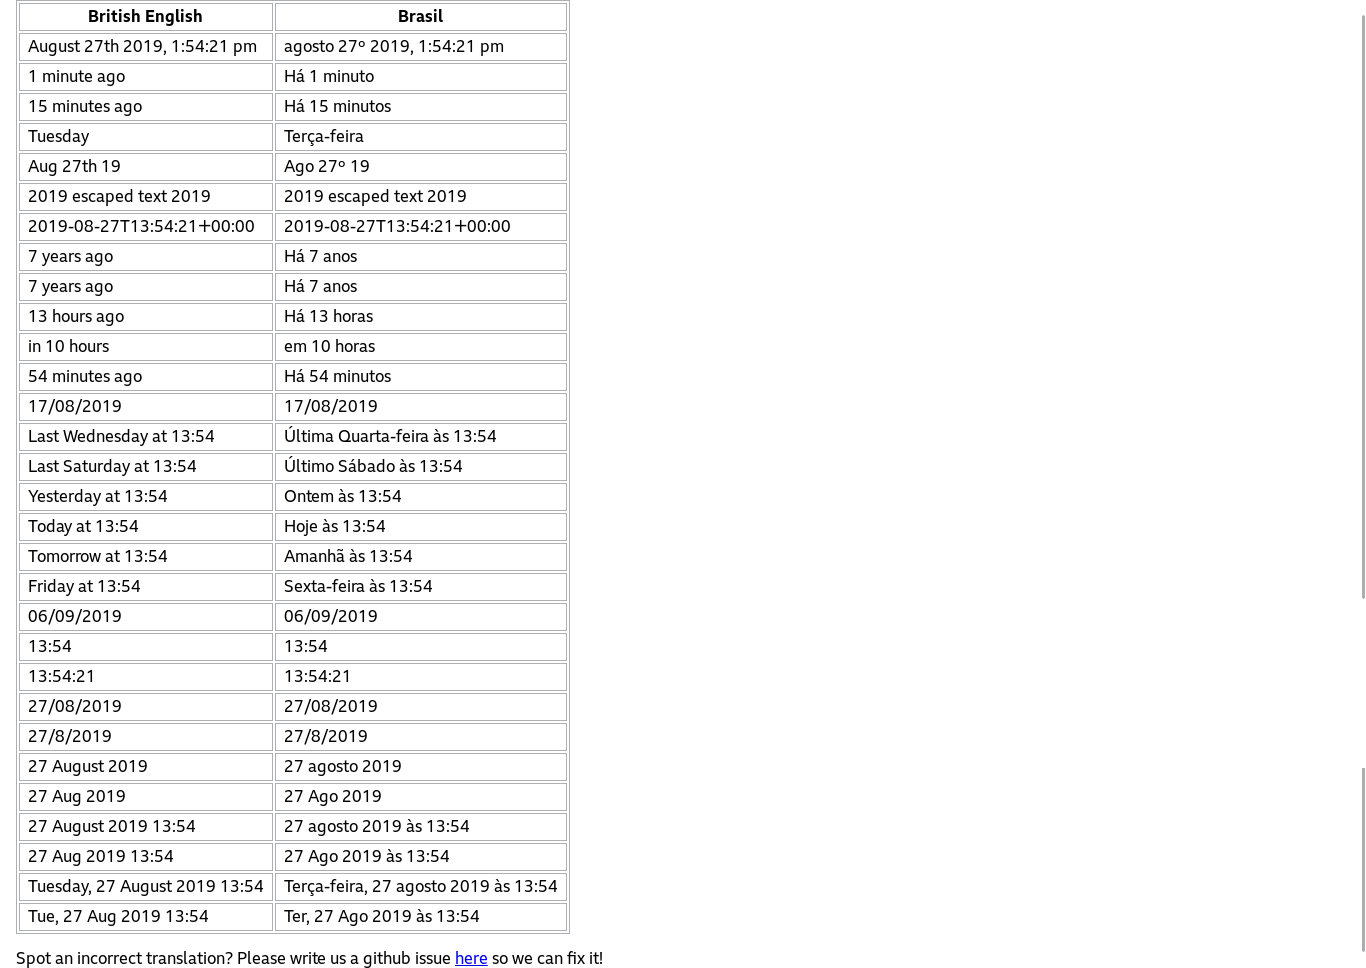 British English Brasil
August 27th 2019, 1:54:21 pm agosto 27º 2019, 1:54:21 pm
1 minute ago Há 1 minuto
15 minutes ago Há 15 minutos
Tuesday Terça-feira
Aug 27th 19 Ago 27º 19
2019 escaped text 2019 2019 escaped text 2019
2019-08-27T13:54:21+00:00 2019-08-27T13:54:21+00:00
7 years ago Há 7 anos
7 years ago Há 7 anos
13 hours ago Há 13 horas
in 10 hours em 10 horas
54 minutes ago Há 54 minutos
17/08/2019 17/08/2019
Last Wednesday at 13:54 Última Quarta-feira às 13:54
Last Saturday at 13:54 Último Sábado às 13:54
Yesterday at 13:54 Ontem às 13:54
Today at 13:54 Hoje às 13:54
Tomorrow at 13:54 Amanhã às 13:54
Friday at 13:54 Sexta-feira às 13:54
06/09/2019 06/09/2019
13:54 13:54
13:54:21 13:54:21
27/08/2019 27/08/2019
27/8/2019 27/8/2019
27 August 2019 27 agosto 2019
27 Aug 2019 27 Ago 2019
27 August 2019 13:54 27 agosto 2019 às 13:54
27 Aug 2019 13:54 27 Ago 2019 às 13:54
Tuesday, 27 August 2019 13:54 Terça-feira, 27 agosto 2019 às 13:54
Tue, 27 Aug 2019 13:54 Ter, 27 Ago 2019 às 13:54
Spot an incorrect translation? Please write us a github issue here so we can fix it!